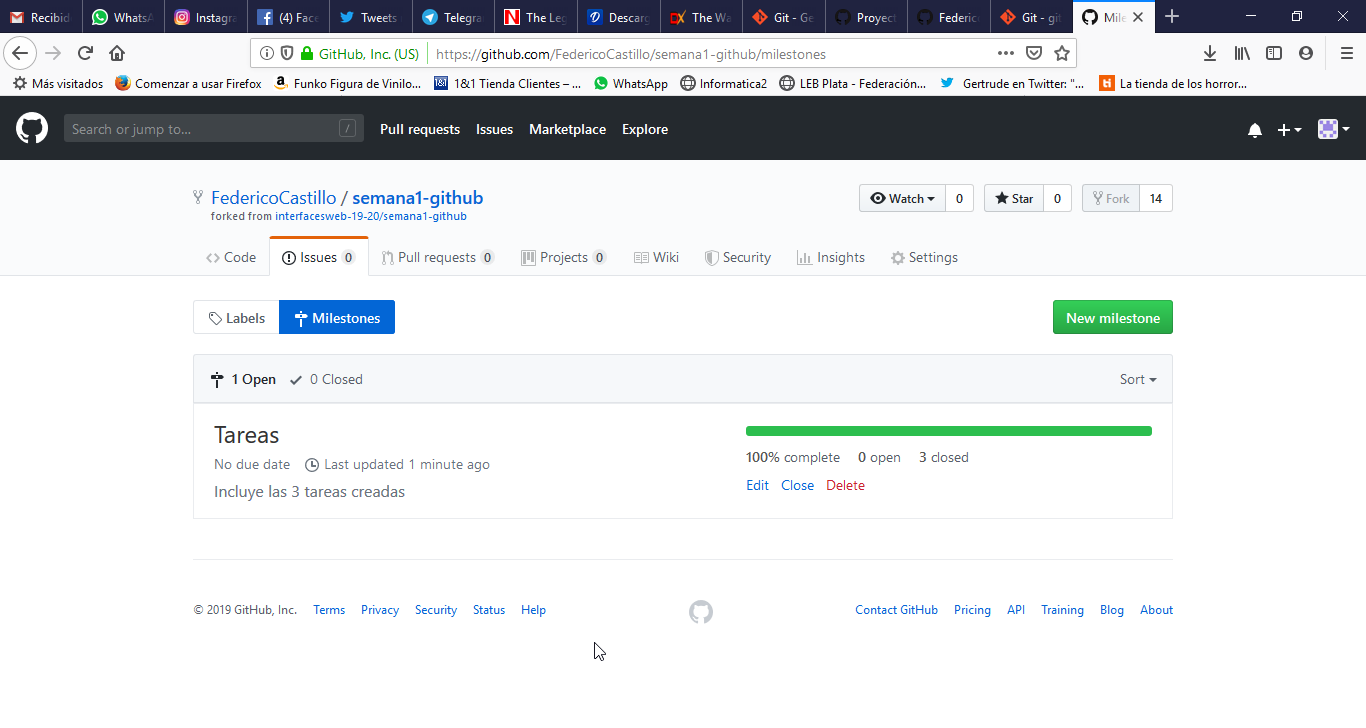 Recibid WhatsA Instagra (4) Face Tweets Telegra The Leg Descarg The Wa Git - Ge Proyect Federic Git - git Mile
GitHub, Inc. (US) https://github.com/FedericoCastillo/semana1-github/milestones
Más visitados Comenzar a usar Firefox Funko Figura de Vinilo... 1&1 Tienda Clientes – ... WhatsApp Informatica2 LEB Plata - Federación... Gertrude en Twitter: "... La tienda de los horror...
Search or jump to... / Pull requests Issues Marketplace Explore
FedericoCastillo / semana1-github Watch 0 Star 0 Fork 14
forked from interfacesweb-19-20/semana1-github
Code Issues 0 Pull requests 0 Projects 0 Wiki Security Insights Settings
Labels Milestones New milestone
1 Open 0 Closed Sort
Tareas
No due date Last updated 1 minute ago
Incluye las 3 tareas creadas
100% complete 0 open 3 closed
Edit Close Delete
© 2019 GitHub, Inc. Terms Privacy Security Status Help Contact GitHub Pricing API Training Blog About